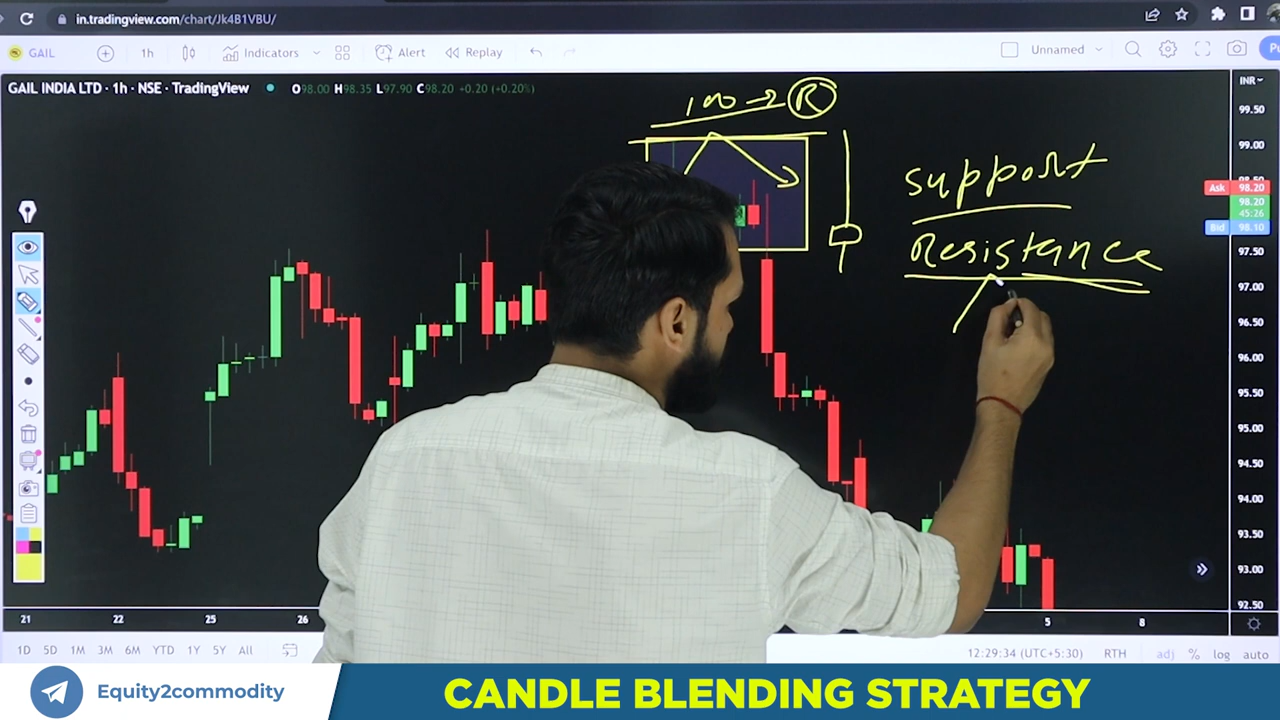 in.tradingview.com/chart/Jk4B1VBU/
GAIL
1h
Indicators
Alert
Replay
Unnamed
GAIL INDIA LTD · 1h · NSE · TradingView
O98.00 H98.35 L97.90 C98.20 +0.20 (+0.20%)
INR
100 → R
support
Resistance
99.50
99.00
Ask 98.20
98.20
45:26
Bid 98.10
97.50
97.00
96.50
96.00
95.50
95.00
94.50
94.00
93.50
93.00
92.50
21 22 25 26 5 8
1D 5D 1M 3M 6M YTD 1Y 5Y All
12:29:34 (UTC+5:30) RTH adj % log auto
Equity2commodity
CANDLE BLENDING STRATEGY